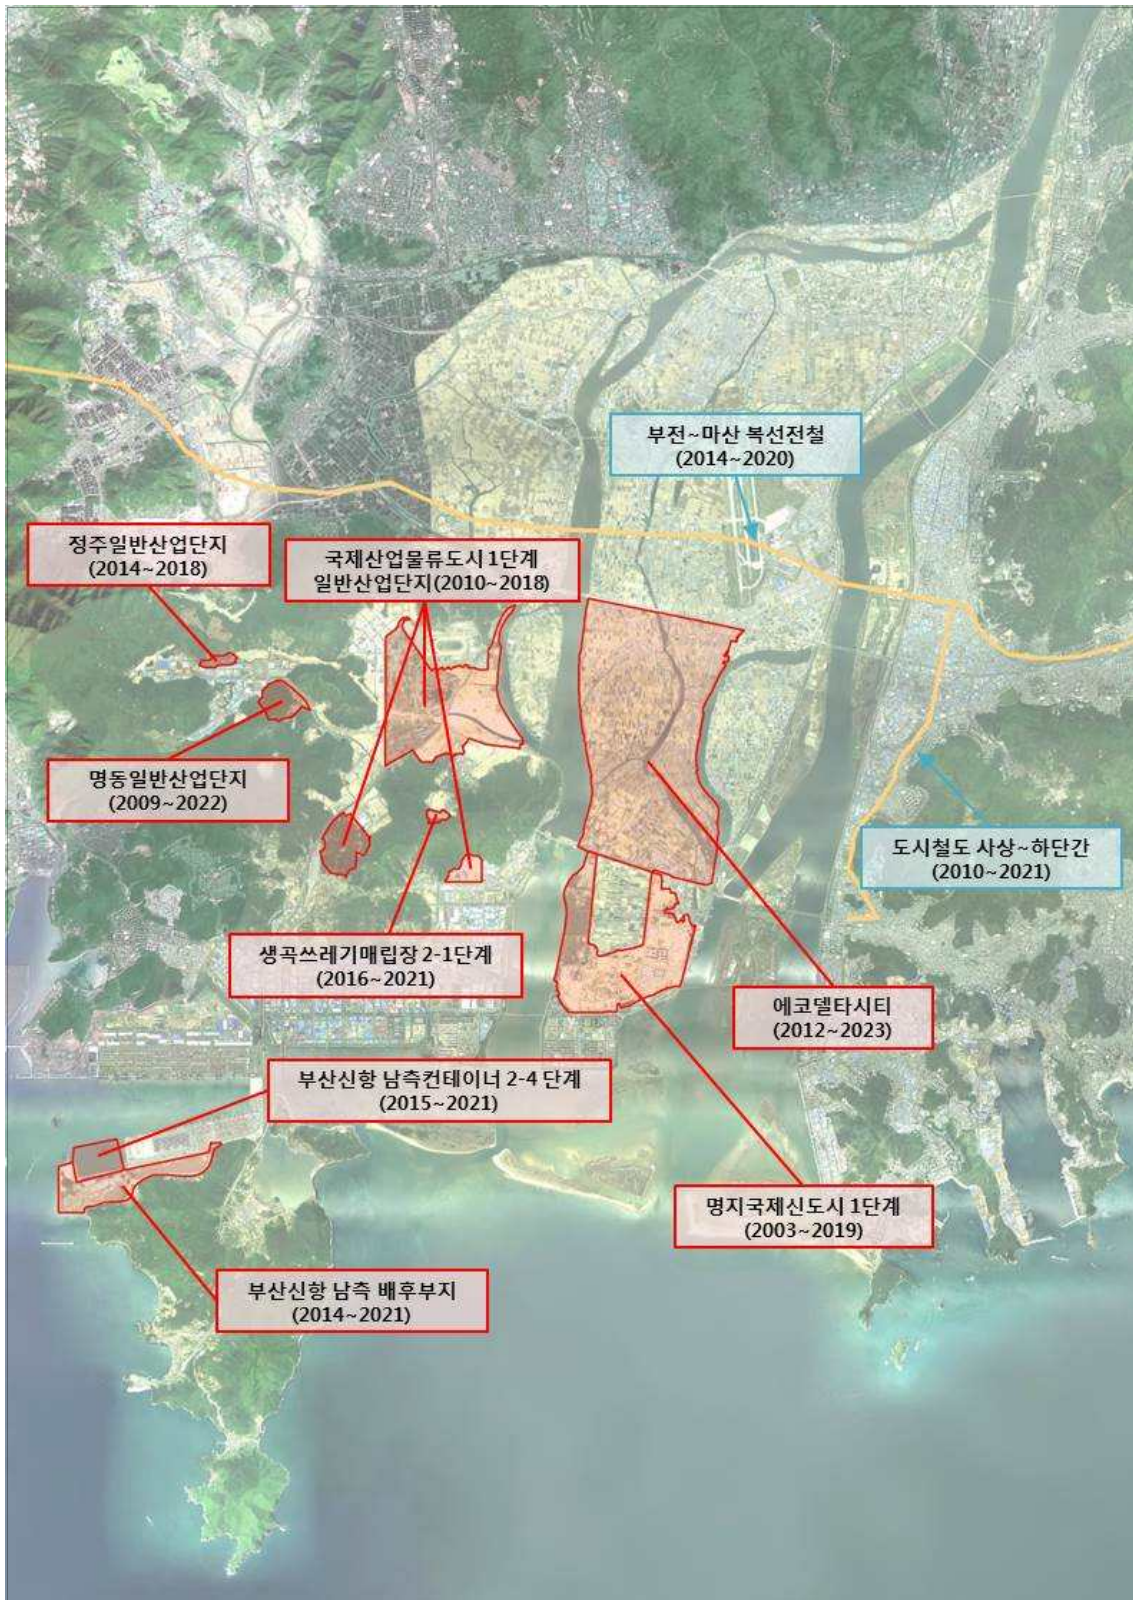 부전~마산 복선전철
(2014~2020)
정주일반산업단지
(2014~2018)
국제산업물류도시 1단계
일반산업단지(2010~2018)
명동일반산업단지
(2009~2022)
도시철도 사상~하단간
(2010~2021)
생곡쓰레기매립장 2-1단계
(2016~2021)
에코델타시티
(2012~2023)
부산신항 남측컨테이너 2-4 단계
(2015~2021)
명지국제신도시 1단계
(2003~2019)
부산신항 남측 배후부지
(2014~2021)